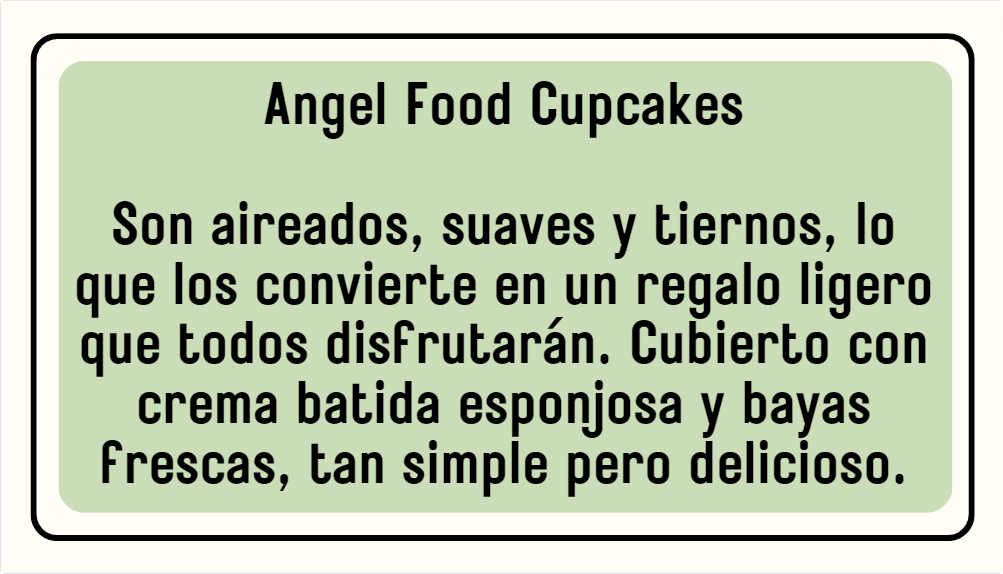 Angel Food Cupcakes
Son aireados, suaves y tiernos, lo
que los convierte en un regalo ligero
que todos disfrutarán. Cubierto con
crema batida esponjosa y bayas
frescas, tan simple pero delicioso.